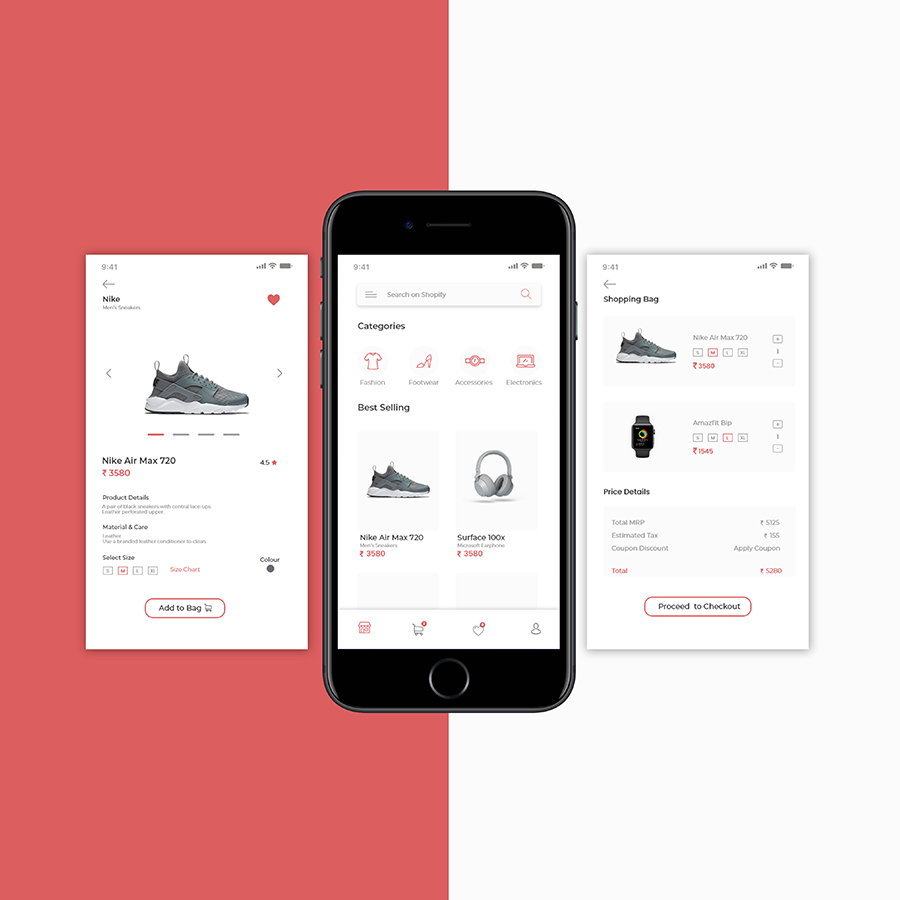 9:41
Nike
Men's Sneakers
Nike Air Max 720
4.5 ★
₹ 3580
Product Details
A pair of black sneakers with central lace-ups
Leather perforated upper.
Material & Care
Leather
Use a branded leather conditioner to clean.
Select Size
Colour
S M L XL Size Chart
Add to Bag
9:41
Search on Shopify
Categories
Fashion Footwear Accessories Electronics
Best Selling
Nike Air Max 720
Men's Sneakers
₹ 3580
Surface 100x
Microsoft Earphone
₹ 3580
9:41
Shopping Bag
Nike Air Max 720
S M L XL
₹ 3580
+
1
-
Amazfit Bip
S M L XL
₹ 1545
+
1
-
Price Details
Total MRP ₹ 5125
Estimated Tax ₹ 155
Coupon Discount Apply Coupon
Total ₹ 5280
Proceed to Checkout